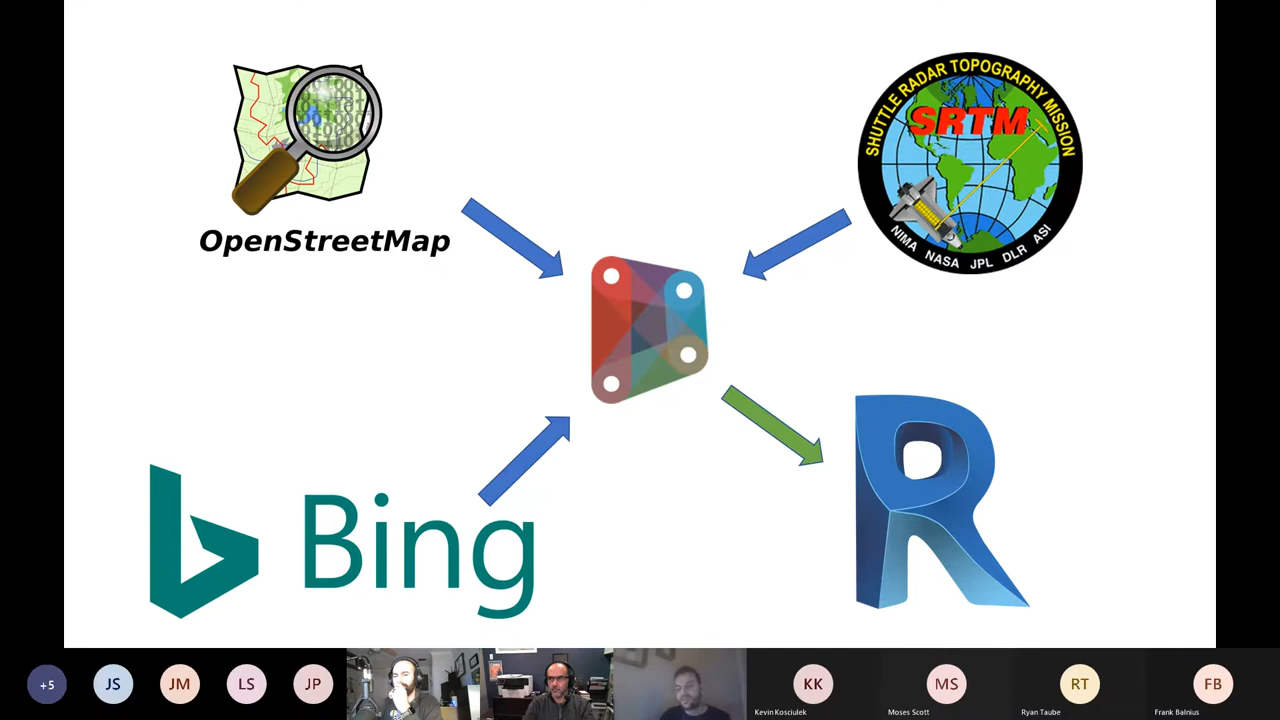 OpenStreetMap
SHUTTLE RADAR TOPOGRAPHY MISSION
SRTM
NIMA NASA JPL DLR ASI
b Bing
R
+5
JS
JM
LS
JP
KK
Kevin Kosciulek
MS
Moses Scott
RT
Ryan Taube
FB
Frank Balnius